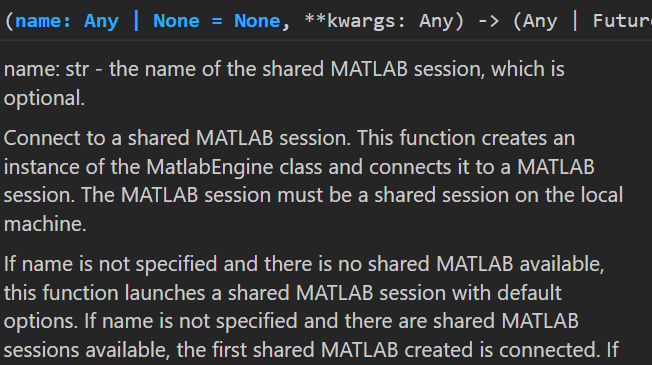 (name: Any | None = None, **kwargs: Any) -> (Any | Future
name: str - the name of the shared MATLAB session, which is
optional.
Connect to a shared MATLAB session. This function creates an
instance of the MatlabEngine class and connects it to a MATLAB
session. The MATLAB session must be a shared session on the local
machine.
If name is not specified and there is no shared MATLAB available,
this function launches a shared MATLAB session with default
options. If name is not specified and there are shared MATLAB
sessions available, the first shared MATLAB created is connected. If